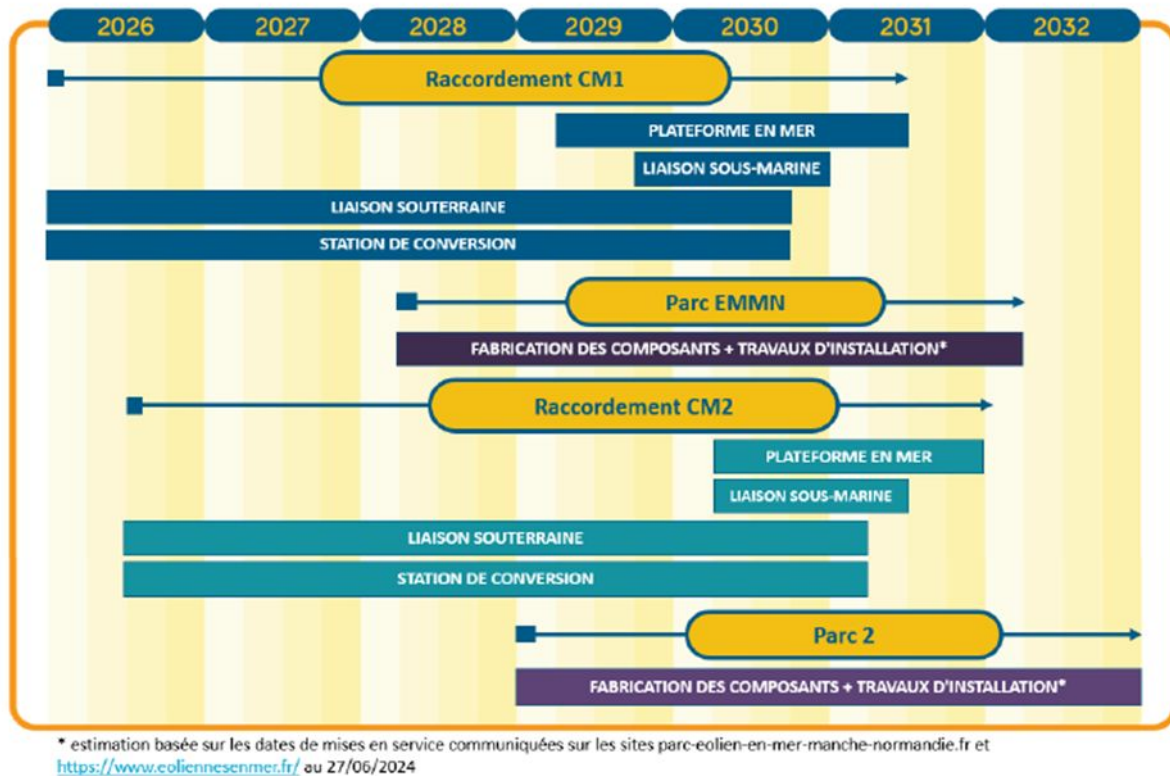 2026 2027 2028 2029 2030 2031 2032
Raccordement CM1
PLATEFORME EN MER
LIAISON SOUS-MARINE
LIAISON SOUTERRAINE
STATION DE CONVERSION
Parc EMMN
FABRICATION DES COMPOSANTS + TRAVAUX D'INSTALLATION*
Raccordement CM2
PLATEFORME EN MER
LIAISON SOUS-MARINE
LIAISON SOUTERRAINE
STATION DE CONVERSION
Parc 2
FABRICATION DES COMPOSANTS + TRAVAUX D'INSTALLATION*
* estimation basée sur les dates de mises en service communiquées sur les sites parc-eolien-en-mer-manche-normandie.fr et
https://www.eoliennesenmer.fr/ au 27/06/2024